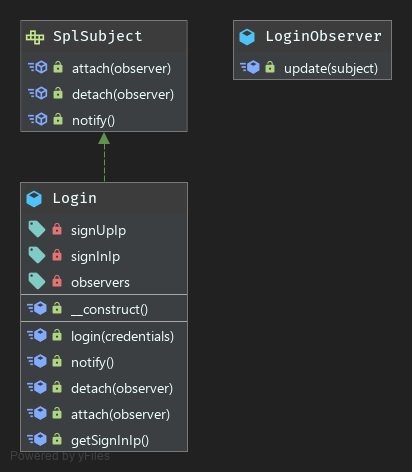 SplSubject
attach(observer)
detach(observer)
notify()
LoginObserver
update(subject)
Login
signUpIp
signInIp
observers
__construct()
login(credentials)
notify()
detach(observer)
attach(observer)
getSignInIp()
Powered by yFiles